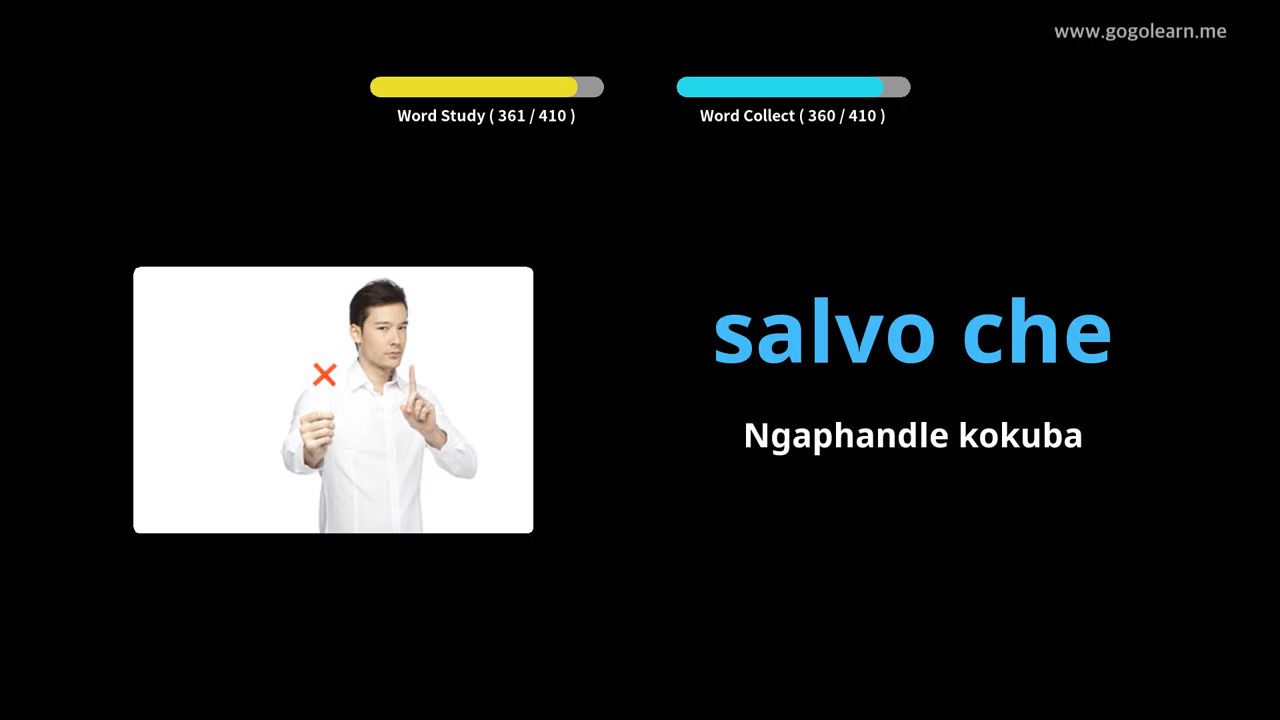 www.gogolearn.me
Word Study ( 361 / 410 )
Word Collect ( 360 / 410 )
salvo che
Ngaphandle kokuba